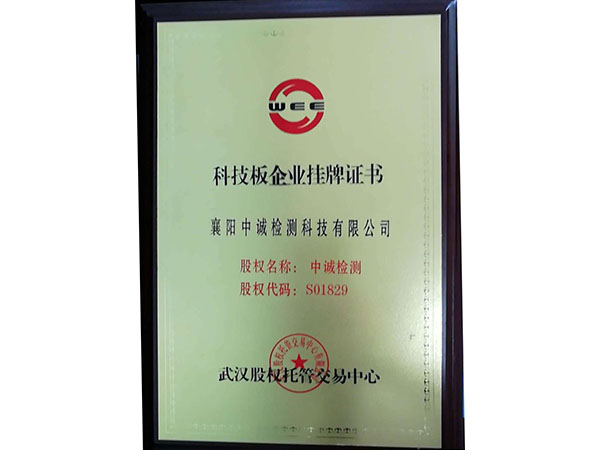 WEE
科技板企业挂牌证书
襄阳中诚检测科技有限公司
股权名称：中诚检测
股权代码：S01829
武汉股权托管交易中心